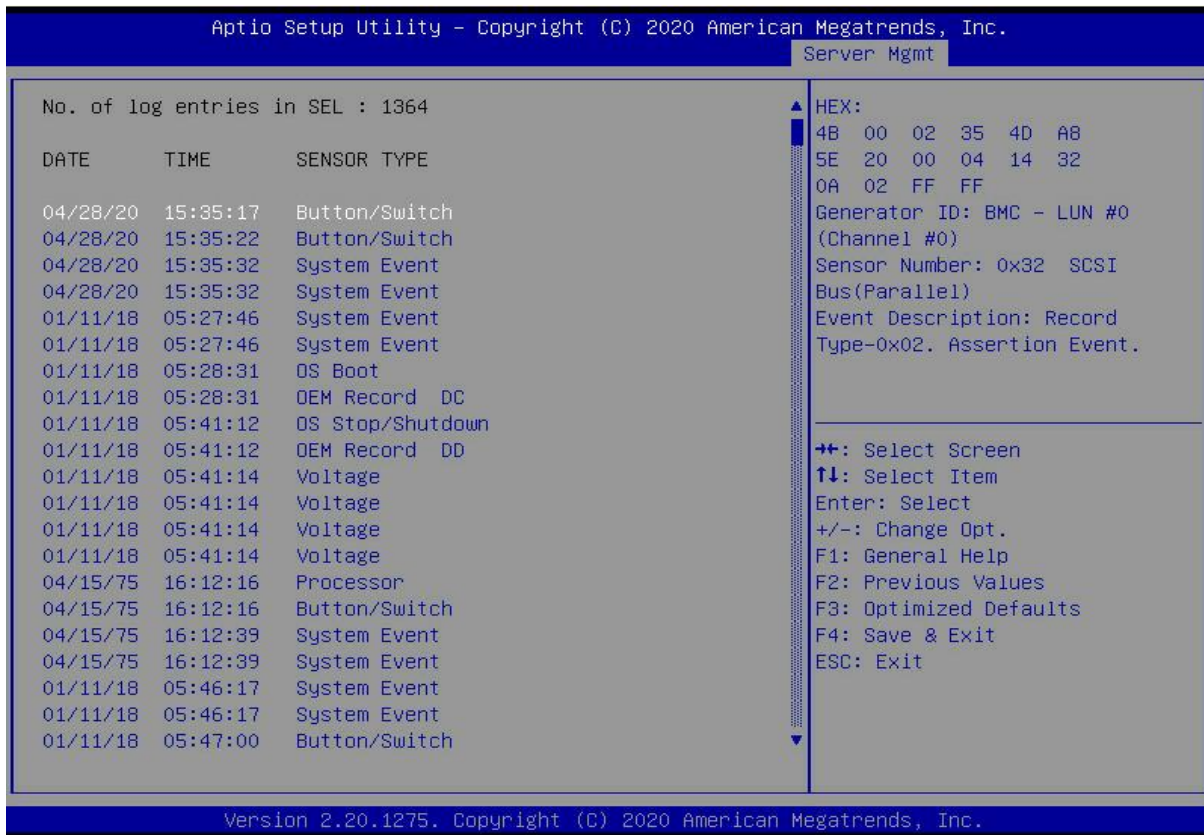 Aptio Setup Utility – Copyright (C) 2020 American Megatrends, Inc.
Server Mgmt
No. of log entries in SEL : 1364
DATE TIME SENSOR TYPE
04/28/20 15:35:17 Button/Switch
04/28/20 15:35:22 Button/Switch
04/28/20 15:35:32 System Event
04/28/20 15:35:32 System Event
01/11/18 05:27:46 System Event
01/11/18 05:27:46 System Event
01/11/18 05:28:31 OS Boot
01/11/18 05:28:31 OEM Record DC
01/11/18 05:41:12 OS Stop/Shutdown
01/11/18 05:41:12 OEM Record DD
01/11/18 05:41:14 Voltage
01/11/18 05:41:14 Voltage
01/11/18 05:41:14 Voltage
01/11/18 05:41:14 Voltage
04/15/75 16:12:16 Processor
04/15/75 16:12:16 Button/Switch
04/15/75 16:12:39 System Event
04/15/75 16:12:39 System Event
01/11/18 05:46:17 System Event
01/11/18 05:46:17 System Event
01/11/18 05:47:00 Button/Switch
HEX:
4B 00 02 35 4D A8
5E 20 00 04 14 32
0A 02 FF FF
Generator ID: BMC – LUN #0
(Channel #0)
Sensor Number: 0x32 SCSI
Bus(Parallel)
Event Description: Record
Type-0x02. Assertion Event.
→←: Select Screen
↑↓: Select Item
Enter: Select
+/-: Change Opt.
F1: General Help
F2: Previous Values
F3: Optimized Defaults
F4: Save & Exit
ESC: Exit
Version 2.20.1275. Copyright (C) 2020 American Megatrends, Inc.